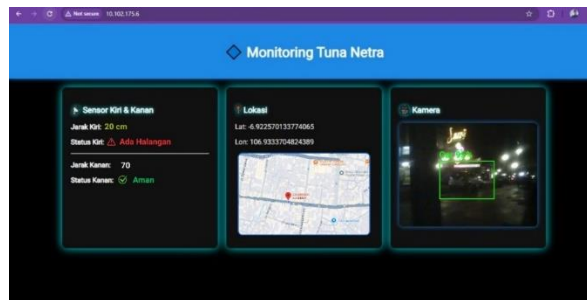 Not secure 10.102.175.6
Monitoring Tuna Netra
Sensor Kiri & Kanan
Jarak Kiri: 20 cm
Status Kiri: Ada Halangan
Jarak Kanan: 70
Status Kanan: Aman
Lokasi
Lat: -6.922570133774065
Lon: 106.9333704824389
Kamera